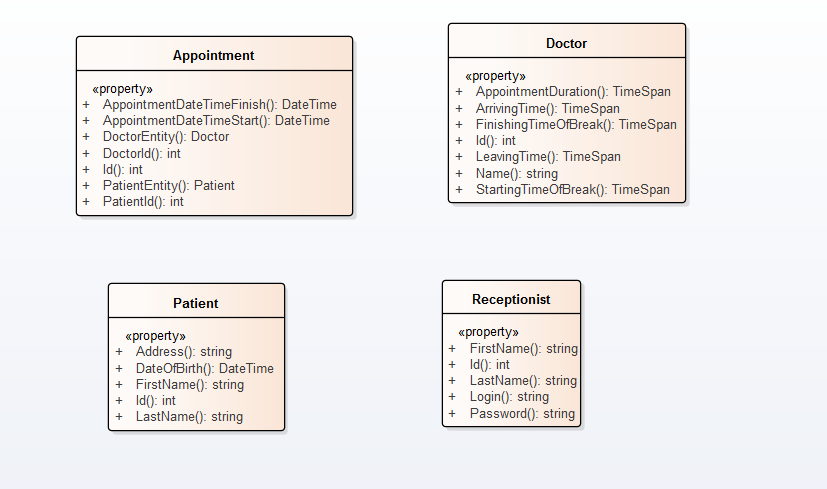 Appointment
«property»
+ AppointmentDateTimeFinish(): DateTime
+ AppointmentDateTimeStart(): DateTime
+ DoctorEntity(): Doctor
+ DoctorId(): int
+ Id(): int
+ PatientEntity(): Patient
+ PatientId(): int
Doctor
«property»
+ AppointmentDuration(): TimeSpan
+ ArrivingTime(): TimeSpan
+ FinishingTimeOfBreak(): TimeSpan
+ Id(): int
+ LeavingTime(): TimeSpan
+ Name(): string
+ StartingTimeOfBreak(): TimeSpan
Patient
«property»
+ Address(): string
+ DateOfBirth(): DateTime
+ FirstName(): string
+ Id(): int
+ LastName(): string
Receptionist
«property»
+ FirstName(): string
+ Id(): int
+ LastName(): string
+ Login(): string
+ Password(): string